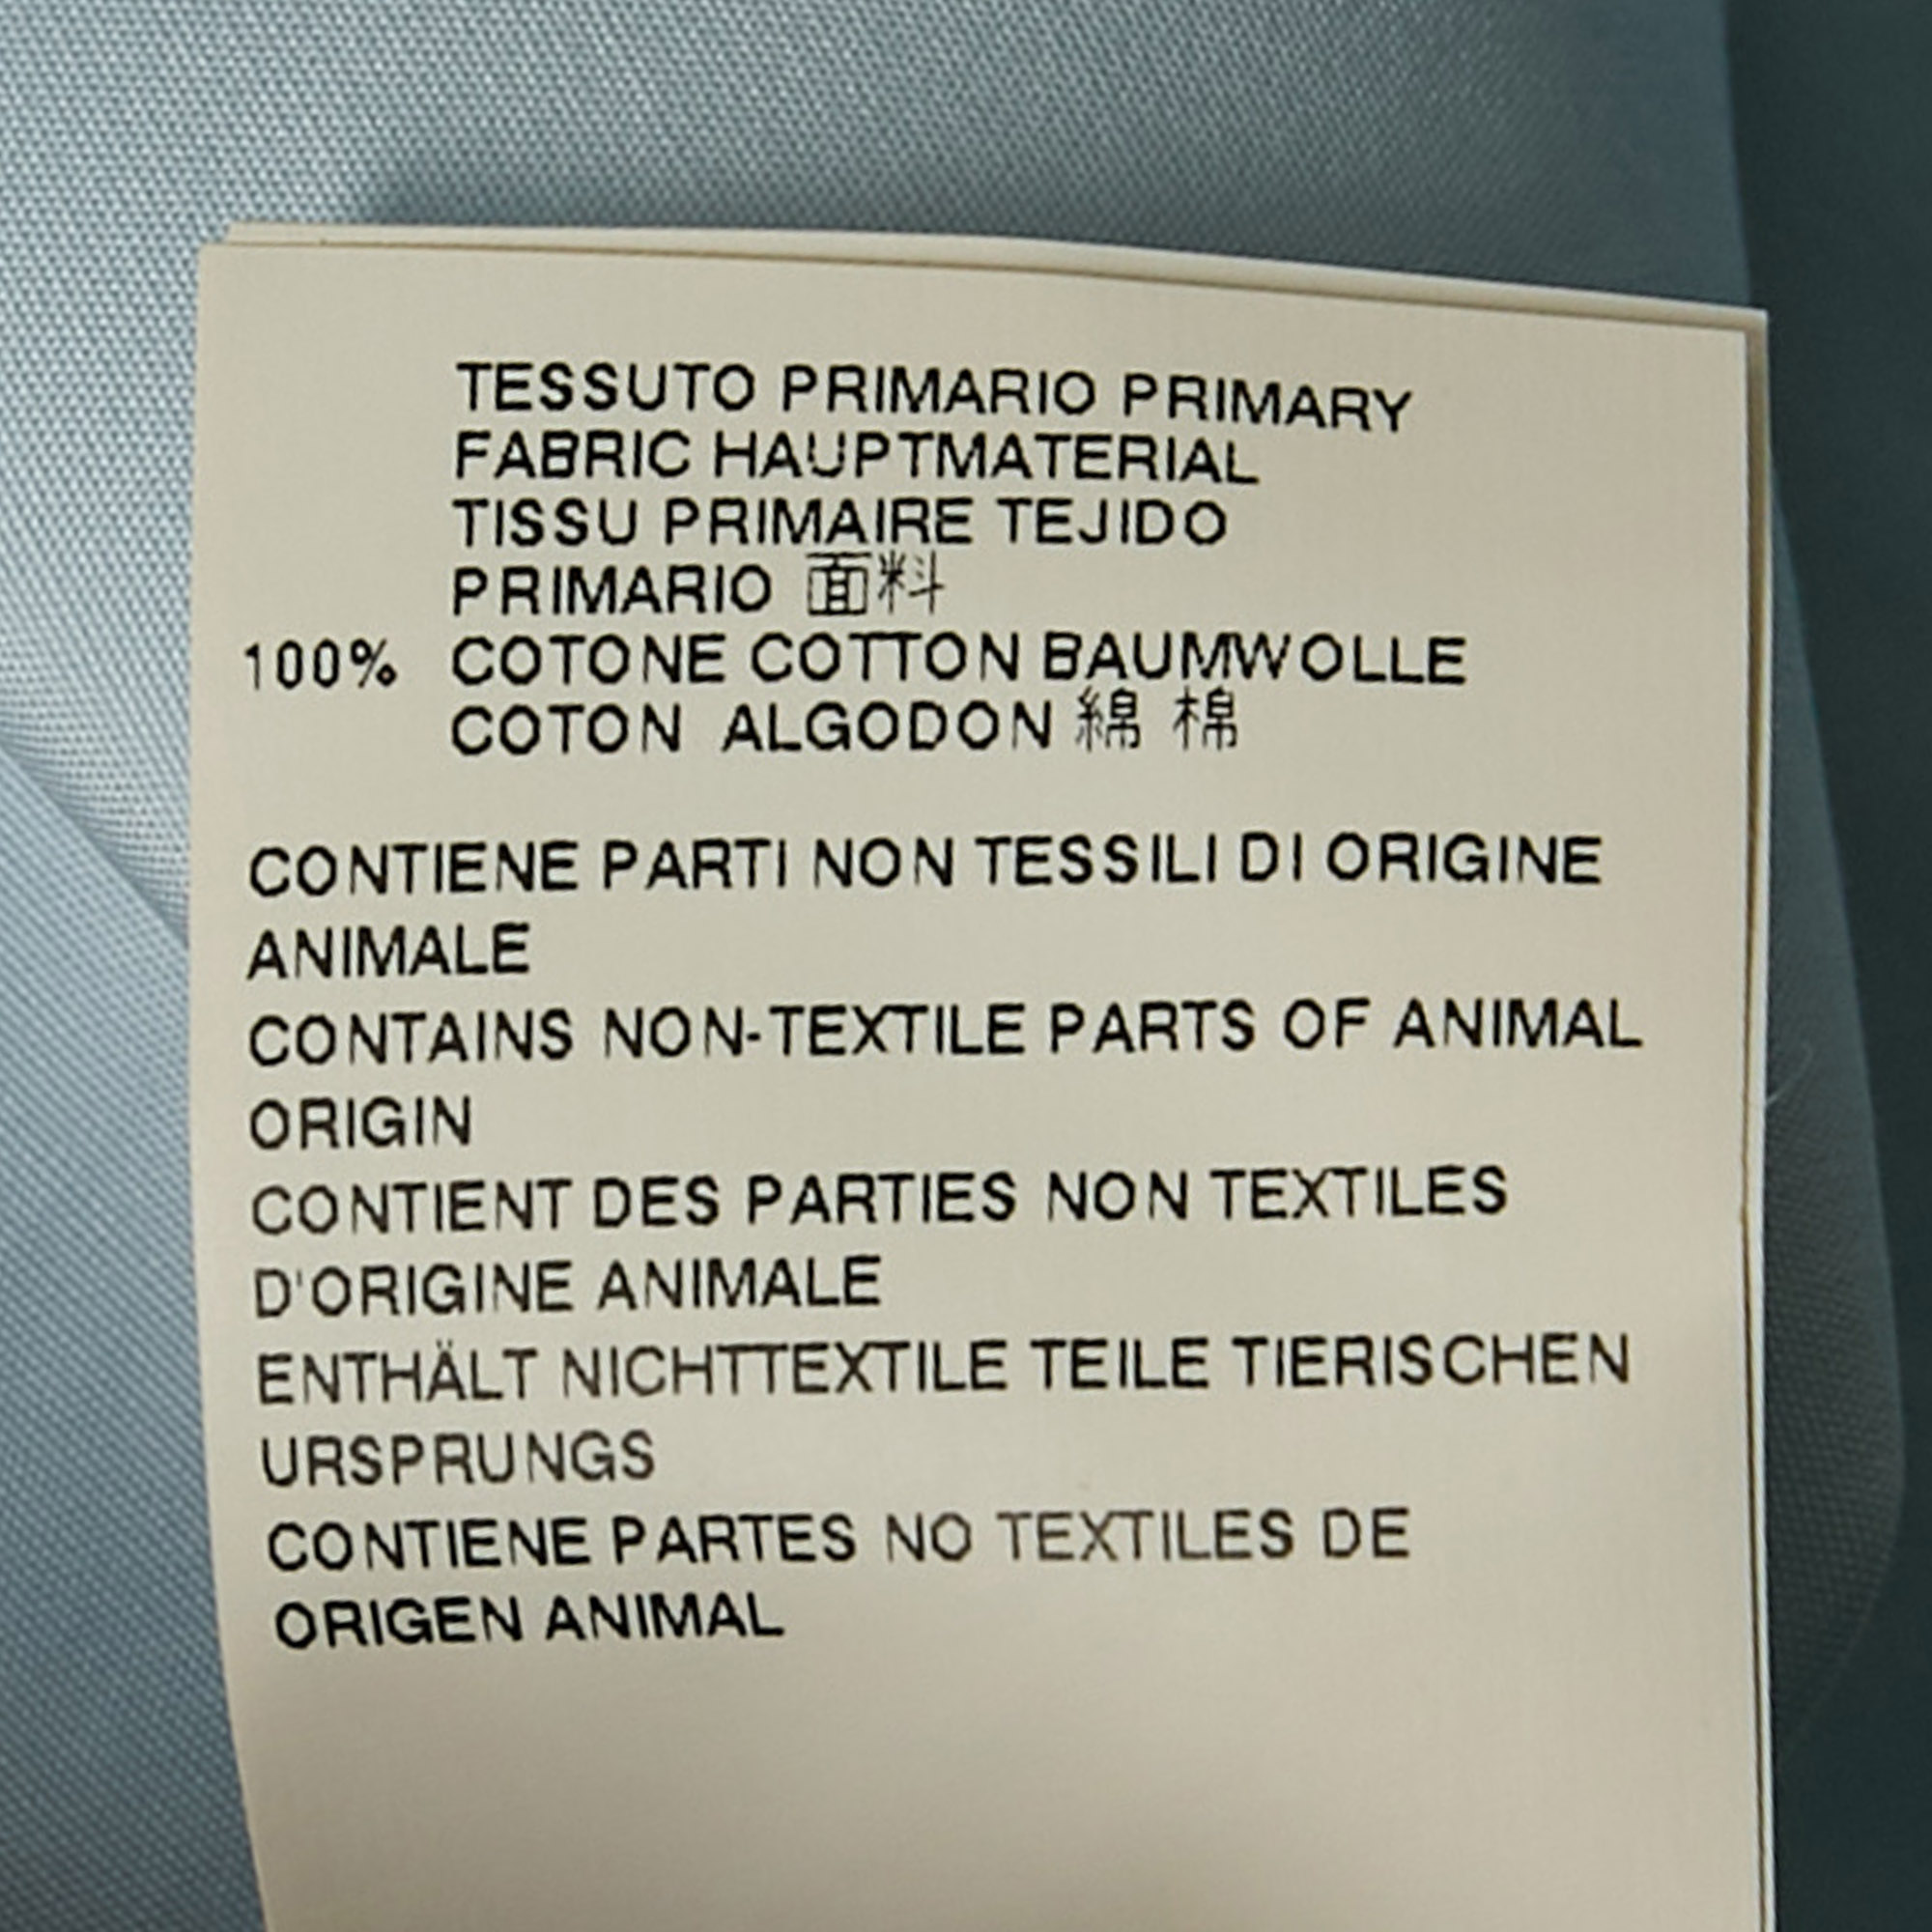 TESSUTO PRIMARIO PRIMARY
FABRIC HAUPTMATERIAL
TISSU PRIMAIRE TEJIDO
PRIMARIO 面料
100% COTONE COTTON BAUMWOLLE
COTON ALGODON 綿 棉
CONTIENE PARTI NON TESSILI DI ORIGINE
ANIMALE
CONTAINS NON-TEXTILE PARTS OF ANIMAL
ORIGIN
CONTIENT DES PARTIES NON TEXTILES
D'ORIGINE ANIMALE
ENTHÄLT NICHTTEXTILE TEILE TIERISCHEN
URSPRUNGS
CONTIENE PARTES NO TEXTILES DE
ORIGEN ANIMAL